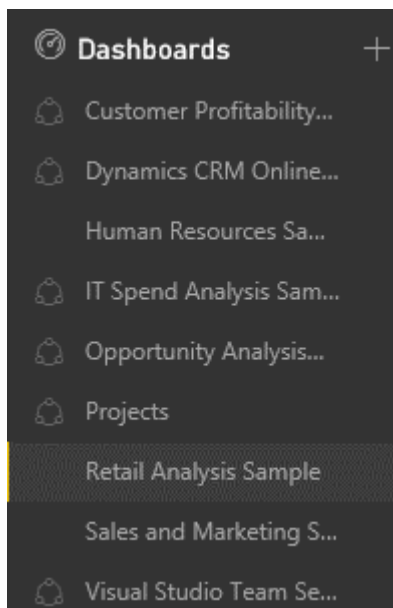 Dashboards
Customer Profitability...
Dynamics CRM Online...
Human Resources Sa...
IT Spend Analysis Sam...
Opportunity Analysis...
Projects
Retail Analysis Sample
Sales and Marketing S...
Visual Studio Team Se...